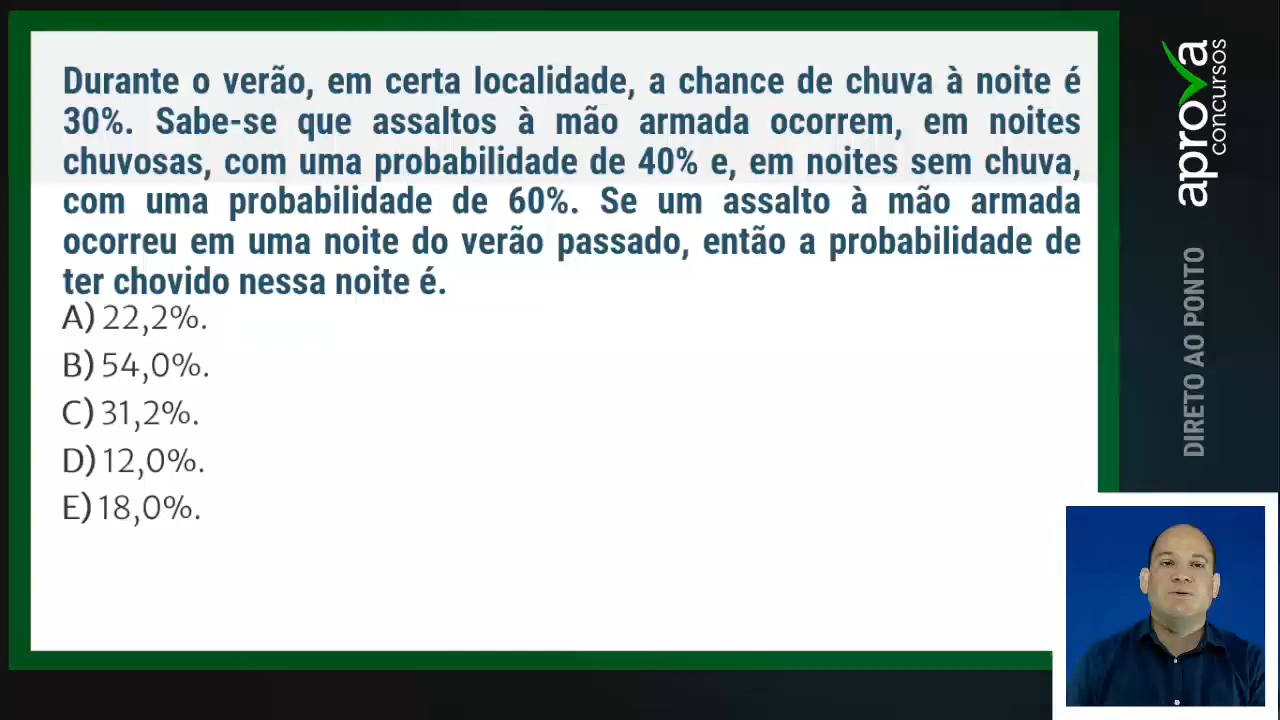 Durante o verão, em certa localidade, a chance de chuva à noite é
30%. Sabe-se que assaltos à mão armada ocorrem, em noites
chuvosas, com uma probabilidade de 40% e, em noites sem chuva,
com uma probabilidade de 60%. Se um assalto à mão armada
ocorreu em uma noite do verão passado, então a probabilidade de
ter chovido nessa noite é.
A) 22,2%.
B) 54,0%.
C) 31,2%.
D) 12,0%.
E) 18,0%.
aprova
concursos
DIRETO AO PONTO